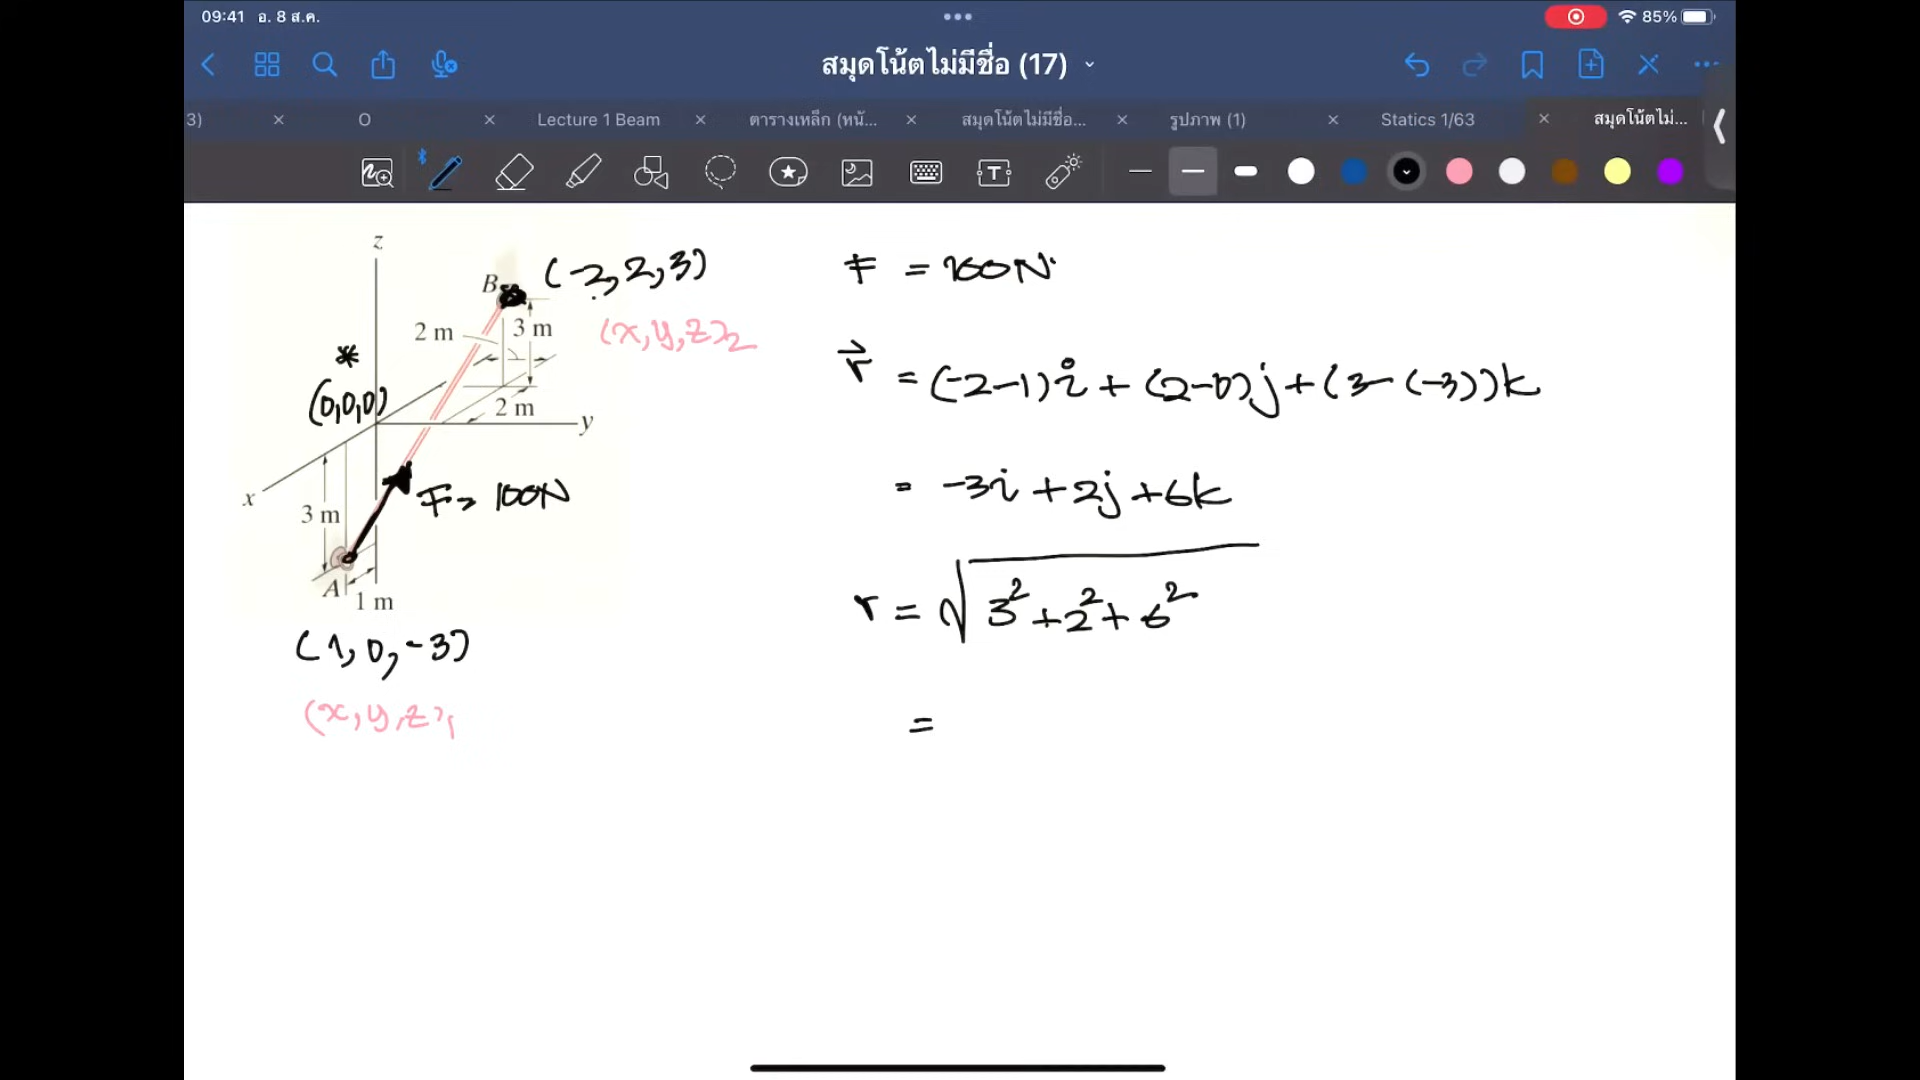 09:41 อ. 8 ส.ค.
85%
สมุดโน้ตไม่มีชื่อ (17)
3)
O
Lecture 1 Beam
ตารางเหล็ก (หนั...
สมุดโน้ตไม่มีชื่อ...
รูปภาพ (1)
Statics 1/63
สมุดโน้ตไม่...
z
B (-2,2,3)
2 m
3 m
(x,y,z)2
*
(0,0,0)
2 m
y
x
F= 100N
3 m
A
1 m
(1,0,-3)
(x,y,z)1
F = 100N
r⃗ = (-2-1)i + (2-0)j + (3-(-3))k
= -3i +2j +6k
r = √3²+2²+6²
=